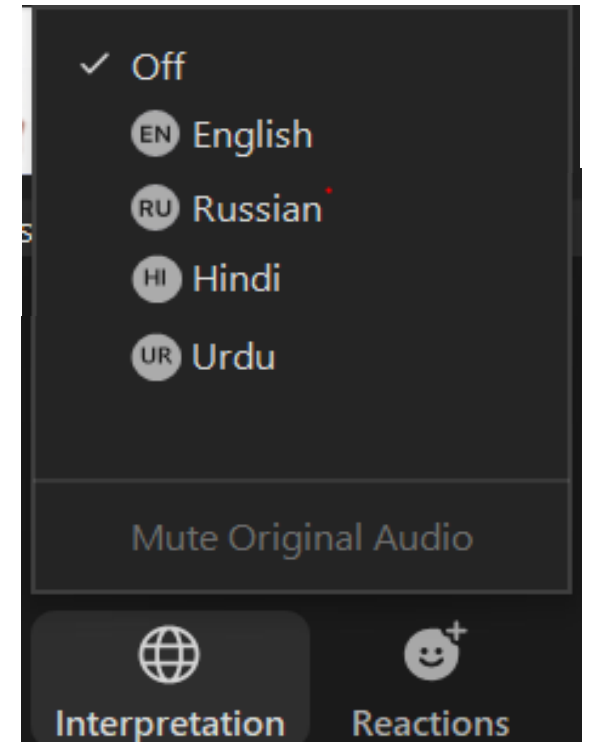 Off
EN English
RU Russian
HI Hindi
UR Urdu
Mute Original Audio
Interpretation Reactions